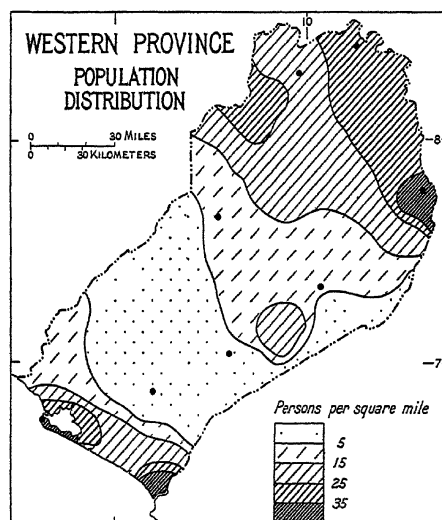 10
WESTERN PROVINCE
POPULATION
DISTRIBUTION
0 30 MILES
0 30 KILOMETERS
8
7
Persons per square mile
5
15
25
35